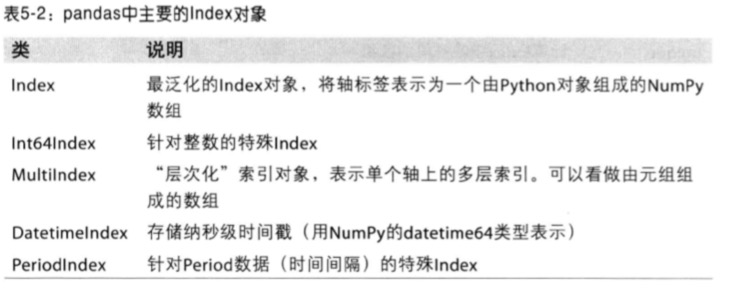 表5-2：pandas中主要的Index对象
类 说明
Index 最泛化的Index对象，将轴标签表示为一个由Python对象组成的NumPy
数组
Int64Index 针对整数的特殊Index
MultiIndex “层次化”索引对象，表示单个轴上的多层索引。可以看做由元组组
成的数组
DatetimeIndex 存储纳秒级时间戳（用NumPy的datetime64类型表示）
PeriodIndex 针对Period数据（时间间隔）的特殊Index